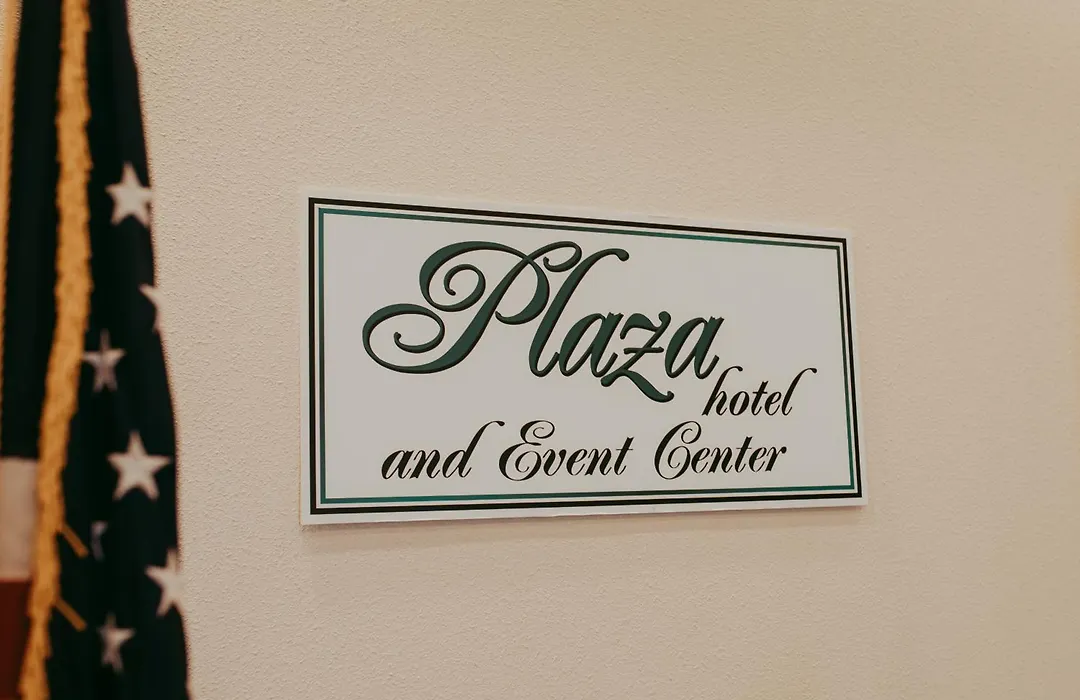 Plaza
hotel
and Event Center